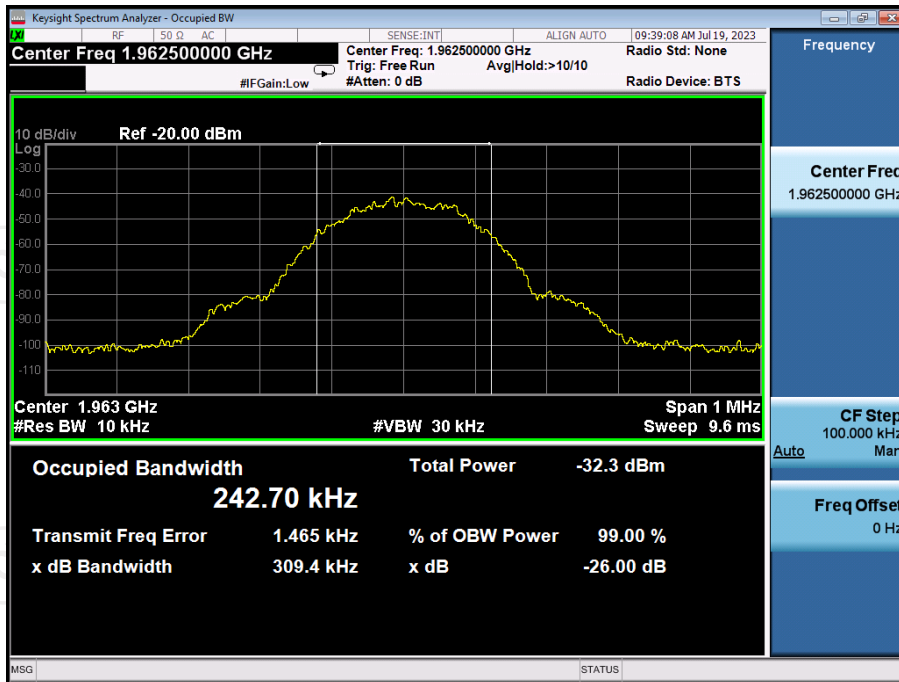 Keysight Spectrum Analyzer - Occupied BW
LXI RF 50 Ω AC SENSE:INT ALIGN AUTO 09:39:08 AM Jul 19, 2023
Center Freq 1.962500000 GHz
Center Freq: 1.962500000 GHz Radio Std: None
Trig: Free Run Avg|Hold:>10/10
#IFGain:Low #Atten: 0 dB Radio Device: BTS
10 dB/div Ref -20.00 dBm
Log
-30.0
-40.0
-50.0
-60.0
-70.0
-80.0
-90.0
-100
-110
Center 1.963 GHz Span 1 MHz
#Res BW 10 kHz #VBW 30 kHz Sweep 9.6 ms
Occupied Bandwidth Total Power -32.3 dBm
242.70 kHz
Transmit Freq Error 1.465 kHz % of OBW Power 99.00 %
x dB Bandwidth 309.4 kHz x dB -26.00 dB
MSG STATUS
Frequency
Center Freq
1.962500000 GHz
CF Step
100.000 kHz
Auto Man
Freq Offset
0 Hz